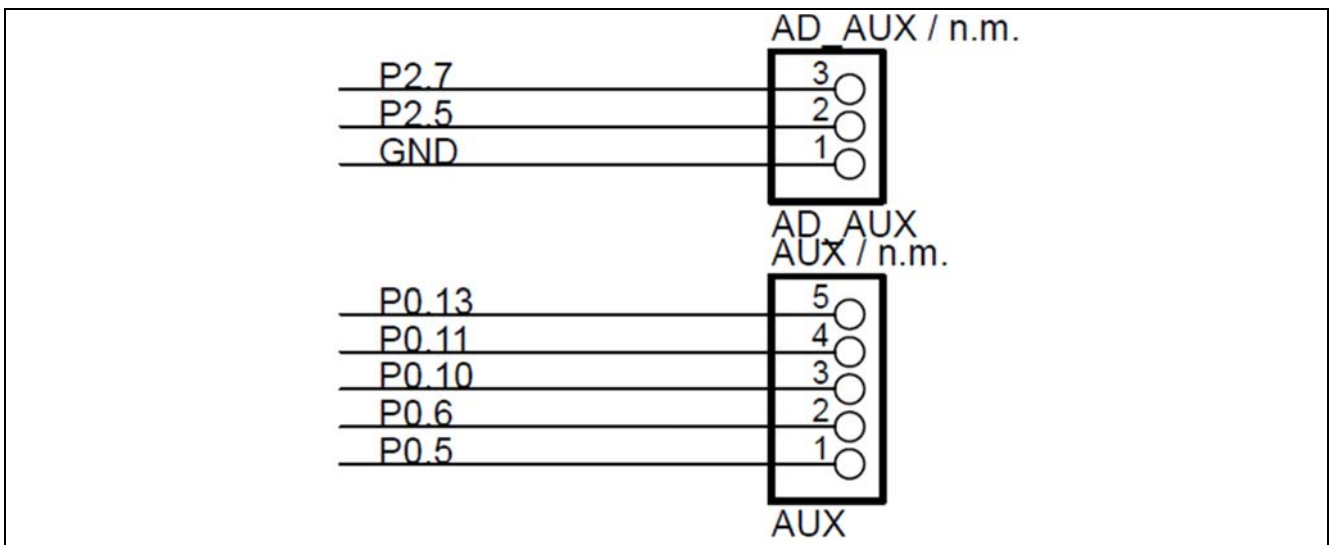 AD_AUX / n.m.
P2.7 3
P2.5 2
GND 1
AD_AUX
AUX / n.m.
P0.13 5
P0.11 4
P0.10 3
P0.6 2
P0.5 1
AUX